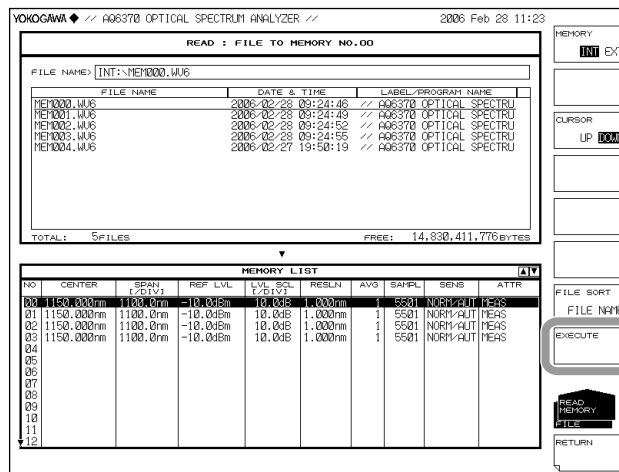 YOKOGAWA ◆ // AQ6370 OPTICAL SPECTRUM ANALYZER // 2006 Feb 28 11:23
READ : FILE TO MEMORY NO.00
FILE NAME> INT:\MEM000.WV6
FILE NAME DATE & TIME LABEL/PROGRAM NAME
MEM000.WV6 2006/02/28 09:24:46 // AQ6370 OPTICAL SPECTRU
MEM001.WV6 2006/02/28 09:24:49 // AQ6370 OPTICAL SPECTRU
MEM002.WV6 2006/02/28 09:24:52 // AQ6370 OPTICAL SPECTRU
MEM003.WV6 2006/02/28 09:24:55 // AQ6370 OPTICAL SPECTRU
MEM004.WV6 2006/02/27 19:50:19 // AQ6370 OPTICAL SPECTRU
TOTAL: 5FILES FREE: 14,830,411,776 BYTES
▼
MEMORY LIST ▲▼
NO CENTER SPAN [/DIV] REF LVL LVL SCL [/DIV] RESLN AVG SAMPL SENS ATTR
00 1150.000nm 1100.0nm -10.0dBm 10.0dB 1.000nm 1 5501 NORM/AUT MEAS
01 1150.000nm 1100.0nm -10.0dBm 10.0dB 1.000nm 1 5501 NORM/AUT MEAS
02 1150.000nm 1100.0nm -10.0dBm 10.0dB 1.000nm 1 5501 NORM/AUT MEAS
03 1150.000nm 1100.0nm -10.0dBm 10.0dB 1.000nm 1 5501 NORM/AUT MEAS
04
05
06
07
08
09
10
11
▼12
MEMORY
INT EX
CURSOR
UP DOW
FILE SORT
FILE NAM
EXECUTE
READ
MEMORY
FILE
RETURN